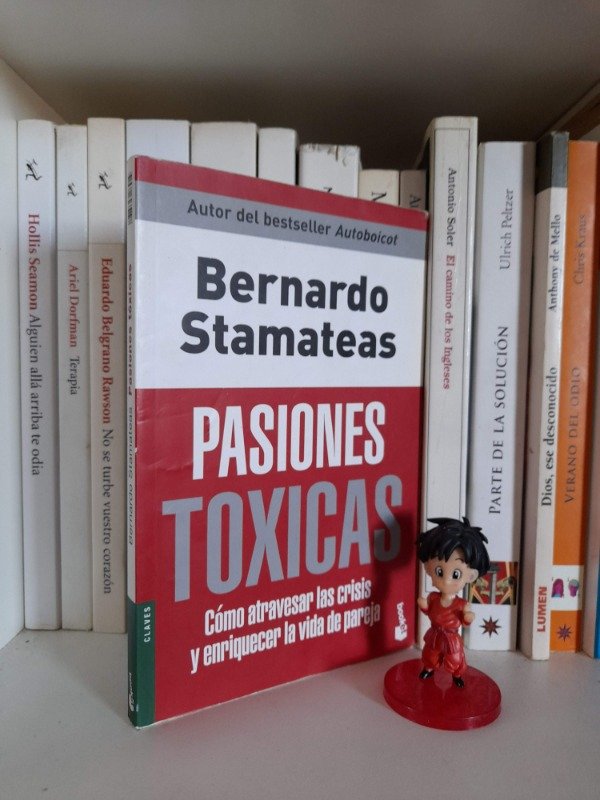 Autor del bestseller Autoboicot
Bernardo
Stamateas
PASIONES
TOXICAS
Cómo atravesar las crisis
y enriquecer la vida de pareja
Booket
CLAVES
Hollis Seamon Alguien allá arriba te odia
Ariel Dorfman Terapia
Eduardo Belgrano Rawson No se turbe vuestro corazón
Antonio Soler El camino de los Ingleses
Ulrich Peltzer
PARTE DE LA SOLUCIÓN
Anthony de Mello
Dios, ese desconocido
LUMEN
Chris Kraus
VERANO DEL ODIO